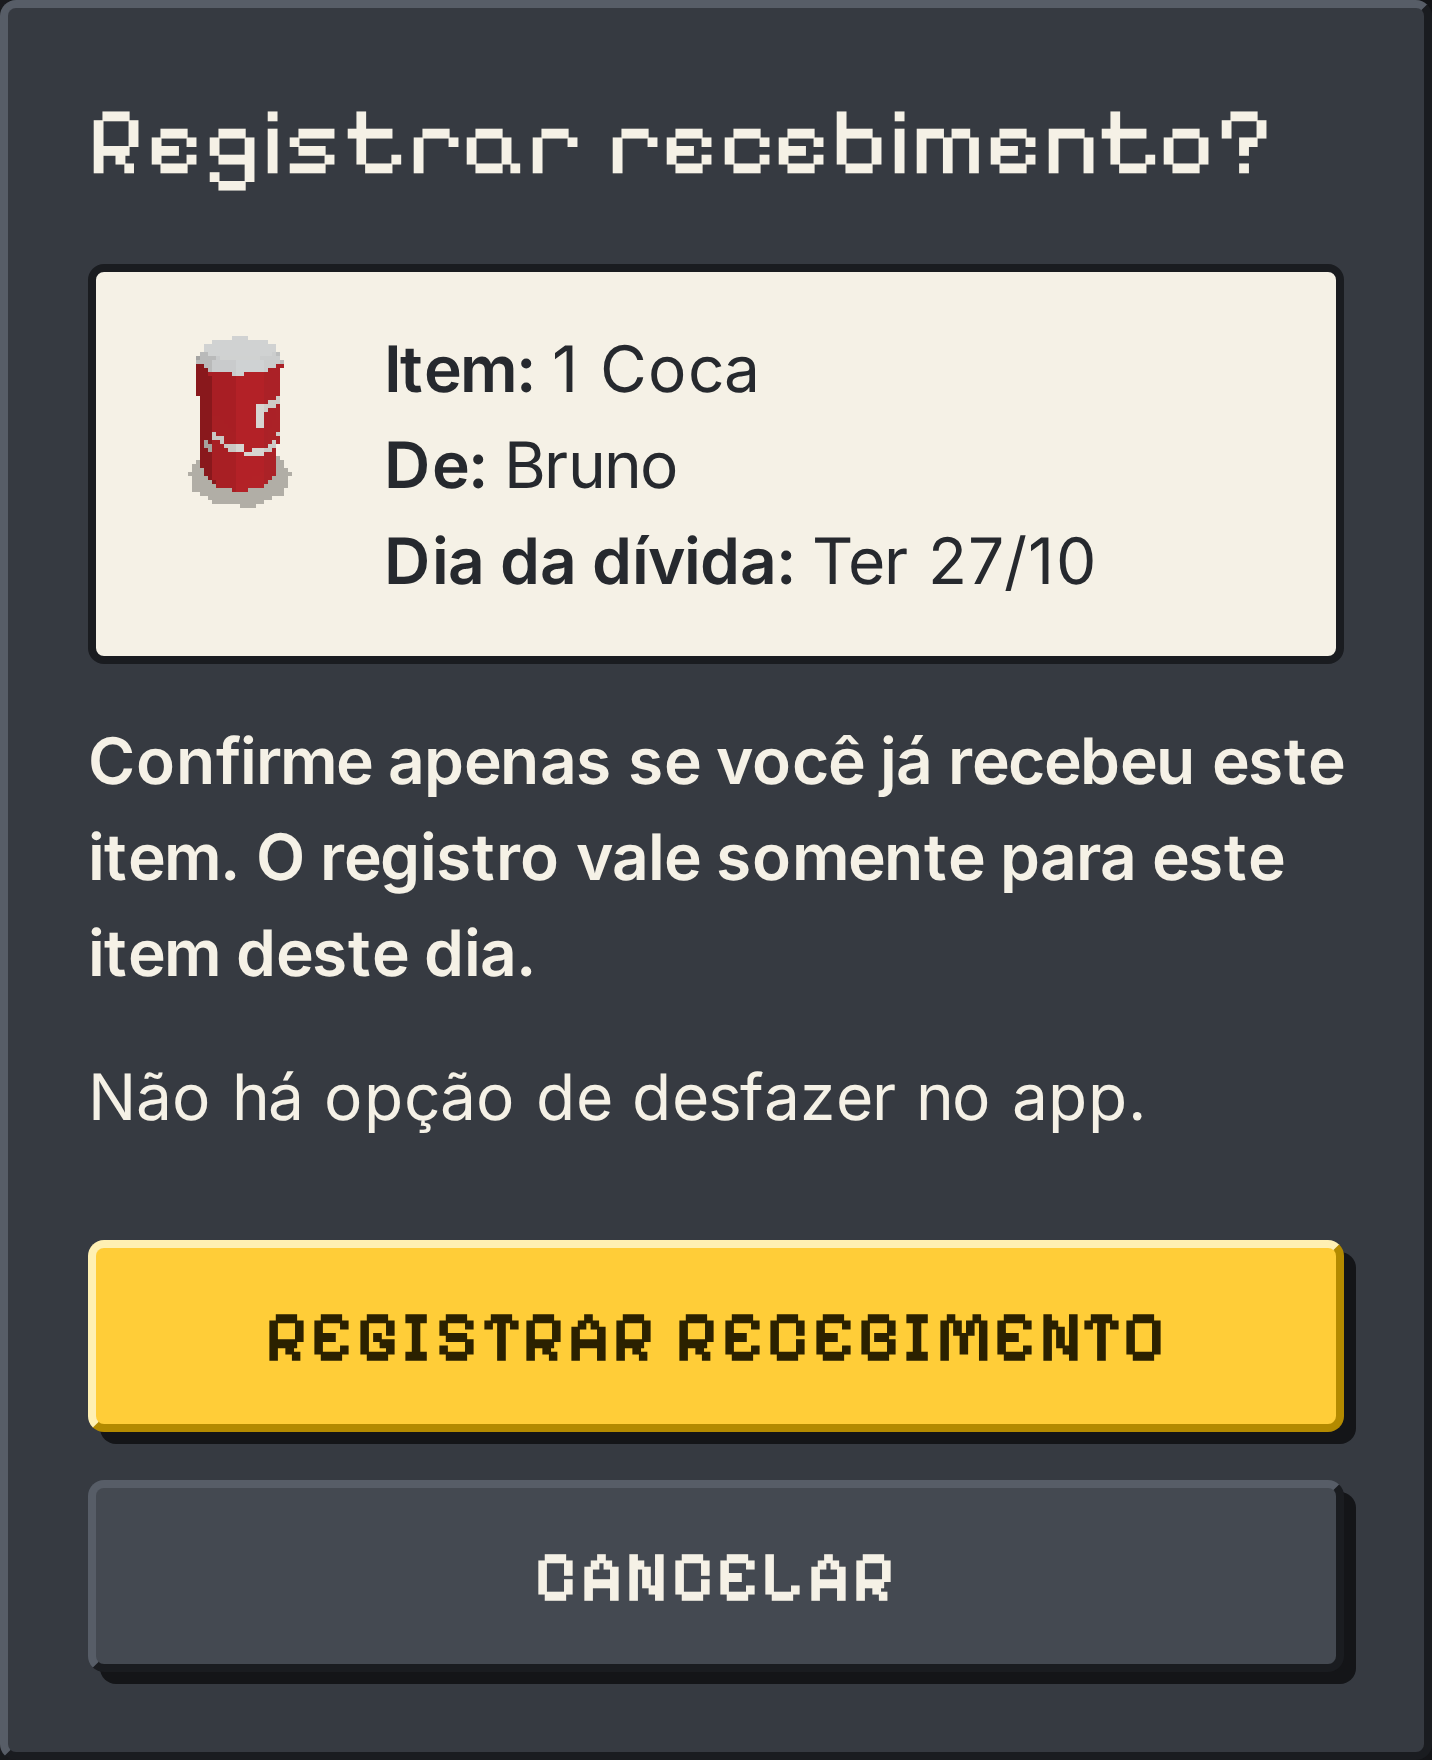 Registrar recebimento?
Item: 1 Coca
De: Bruno
Dia da dívida: Ter 27/10
Confirme apenas se você já recebeu este
item. O registro vale somente para este
item deste dia.
Não há opção de desfazer no app.
REGISTRAR RECEBIMENTO
CANCELAR